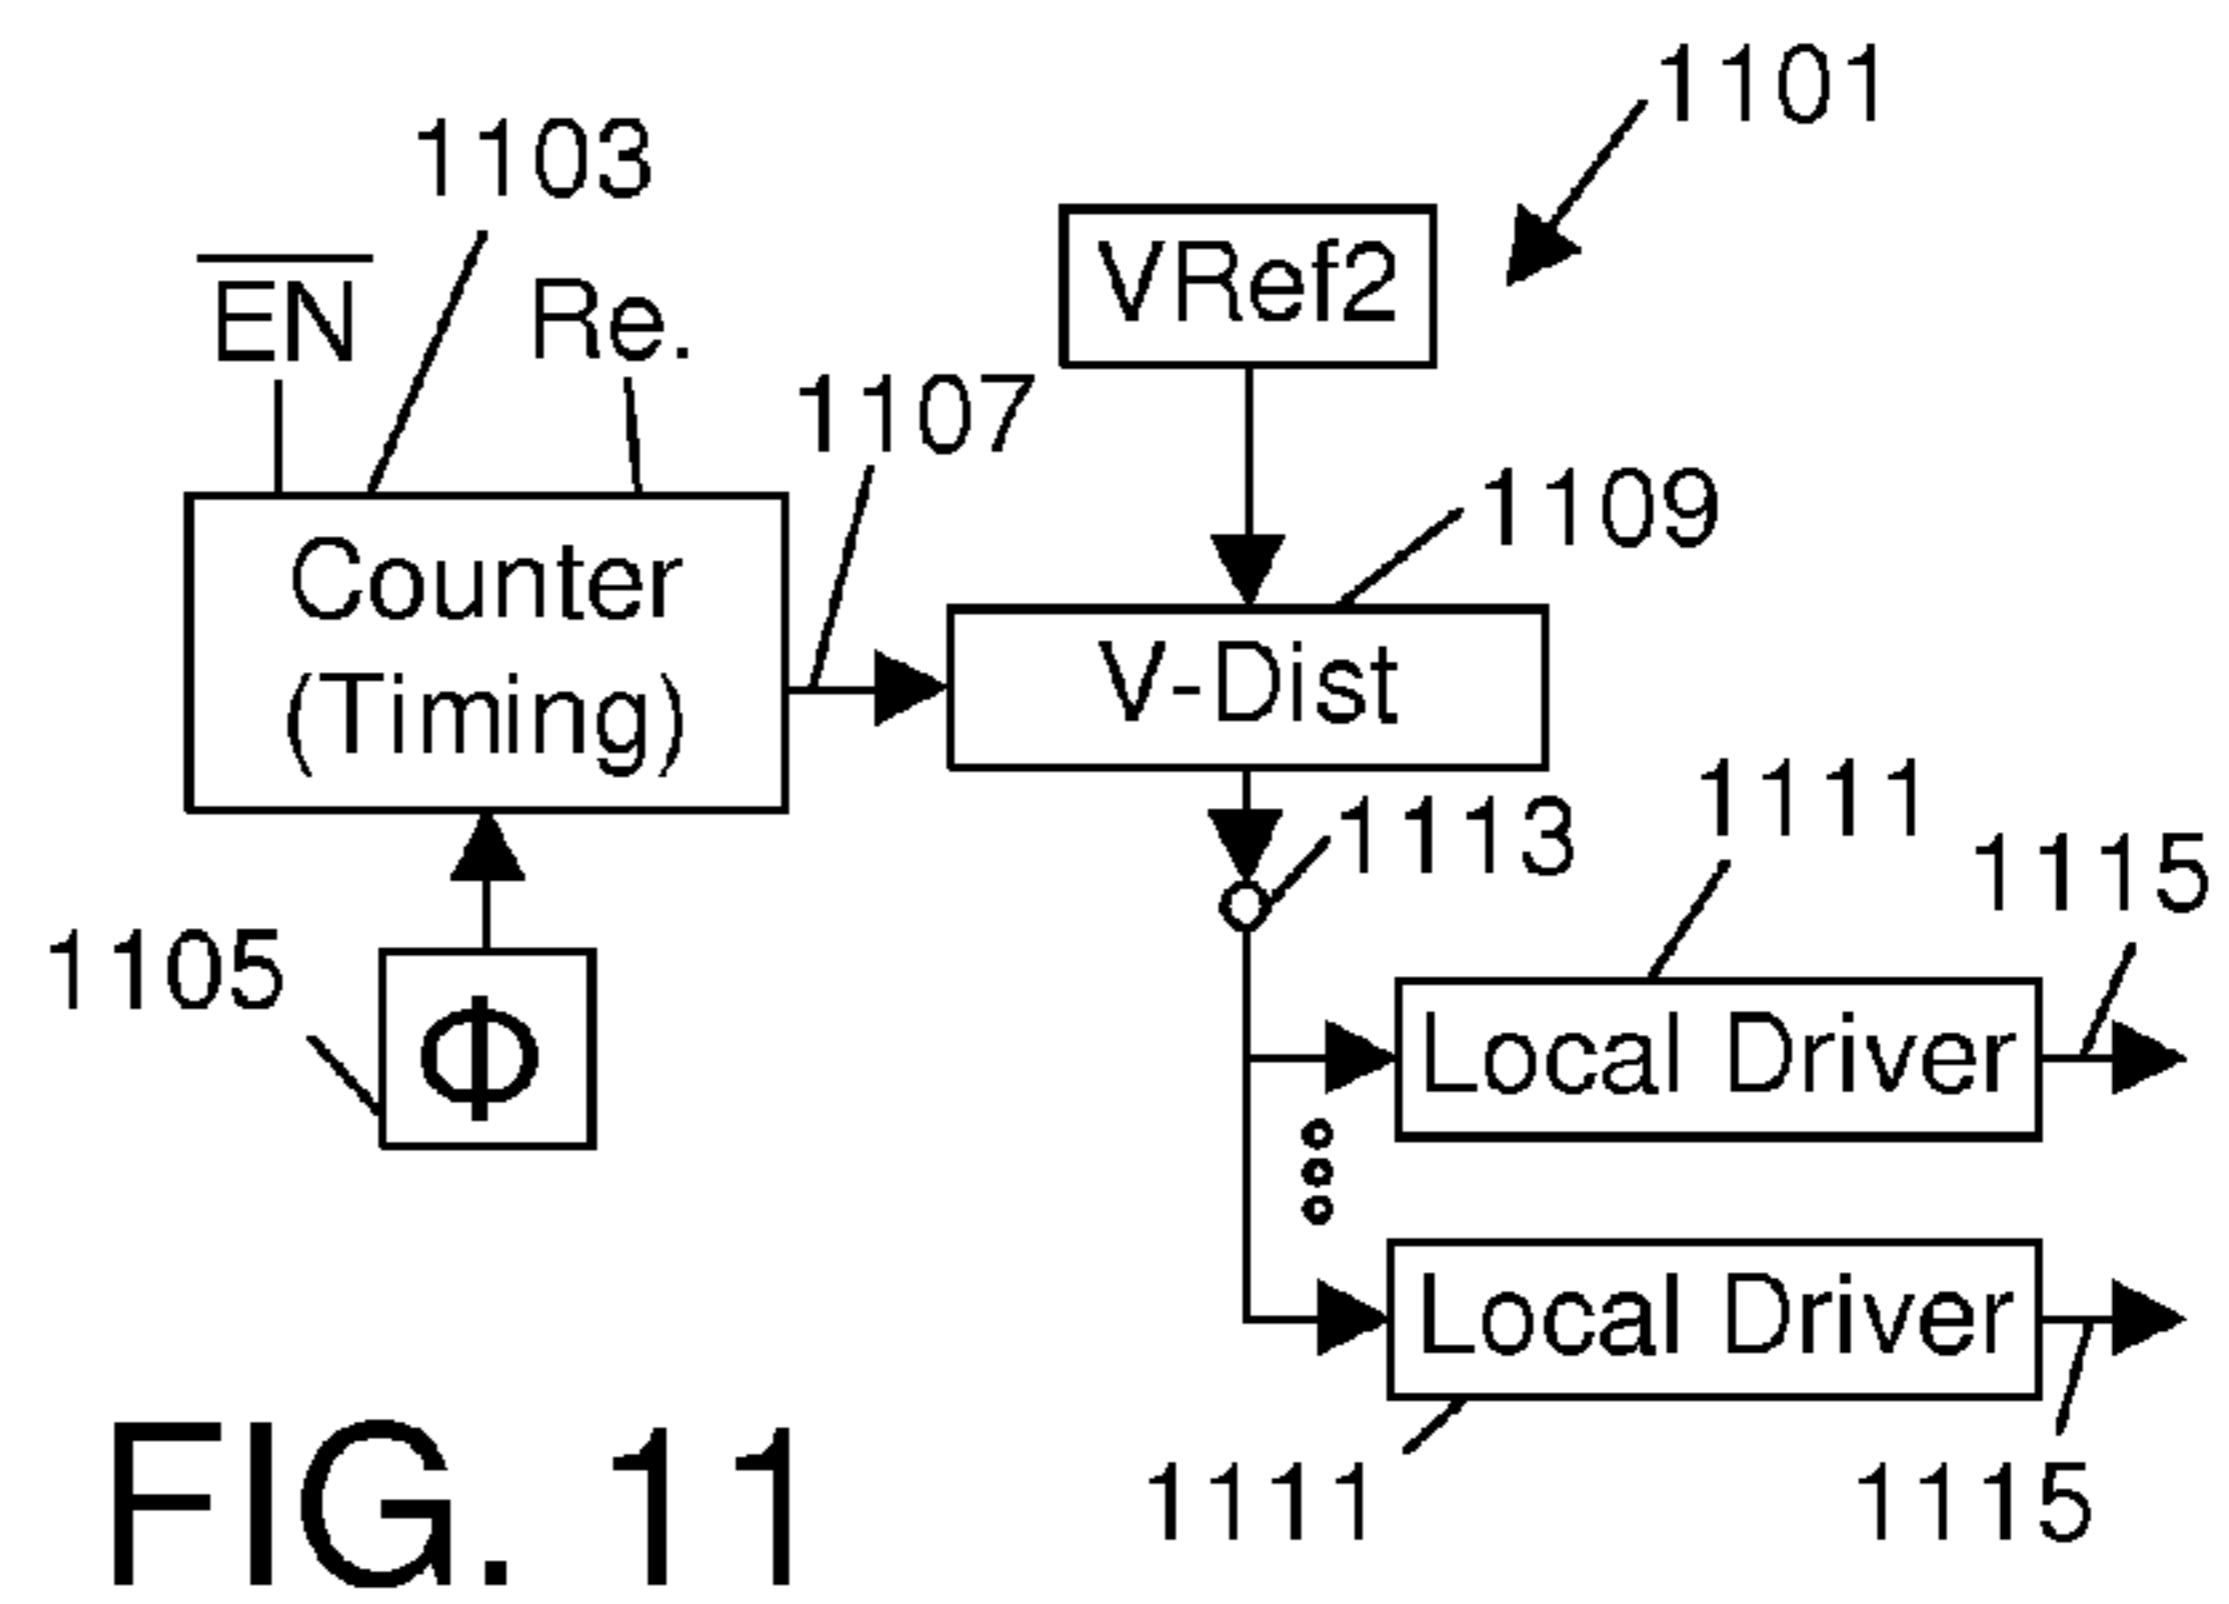 1101
1103
VRef2
EN
Re.
1107
1109
Counter
(Timing)
V-Dist
1111
1113
1115
1105
Φ
Local Driver
Local Driver
1111
1115
FIG. 11